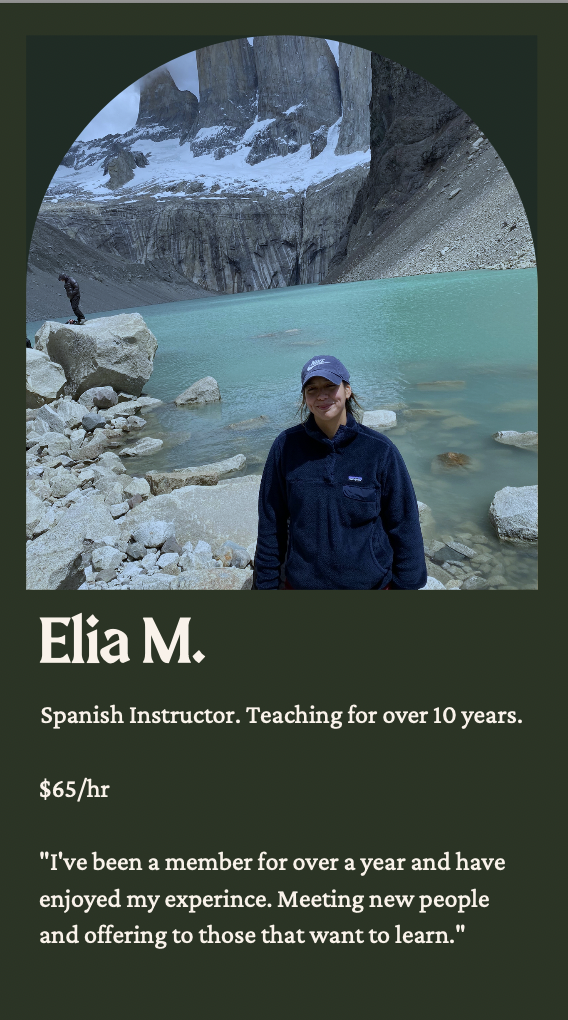 Elia M.
Spanish Instructor. Teaching for over 10 years.
$65/hr
"I've been a member for over a year and have
enjoyed my experince. Meeting new people
and offering to those that want to learn."